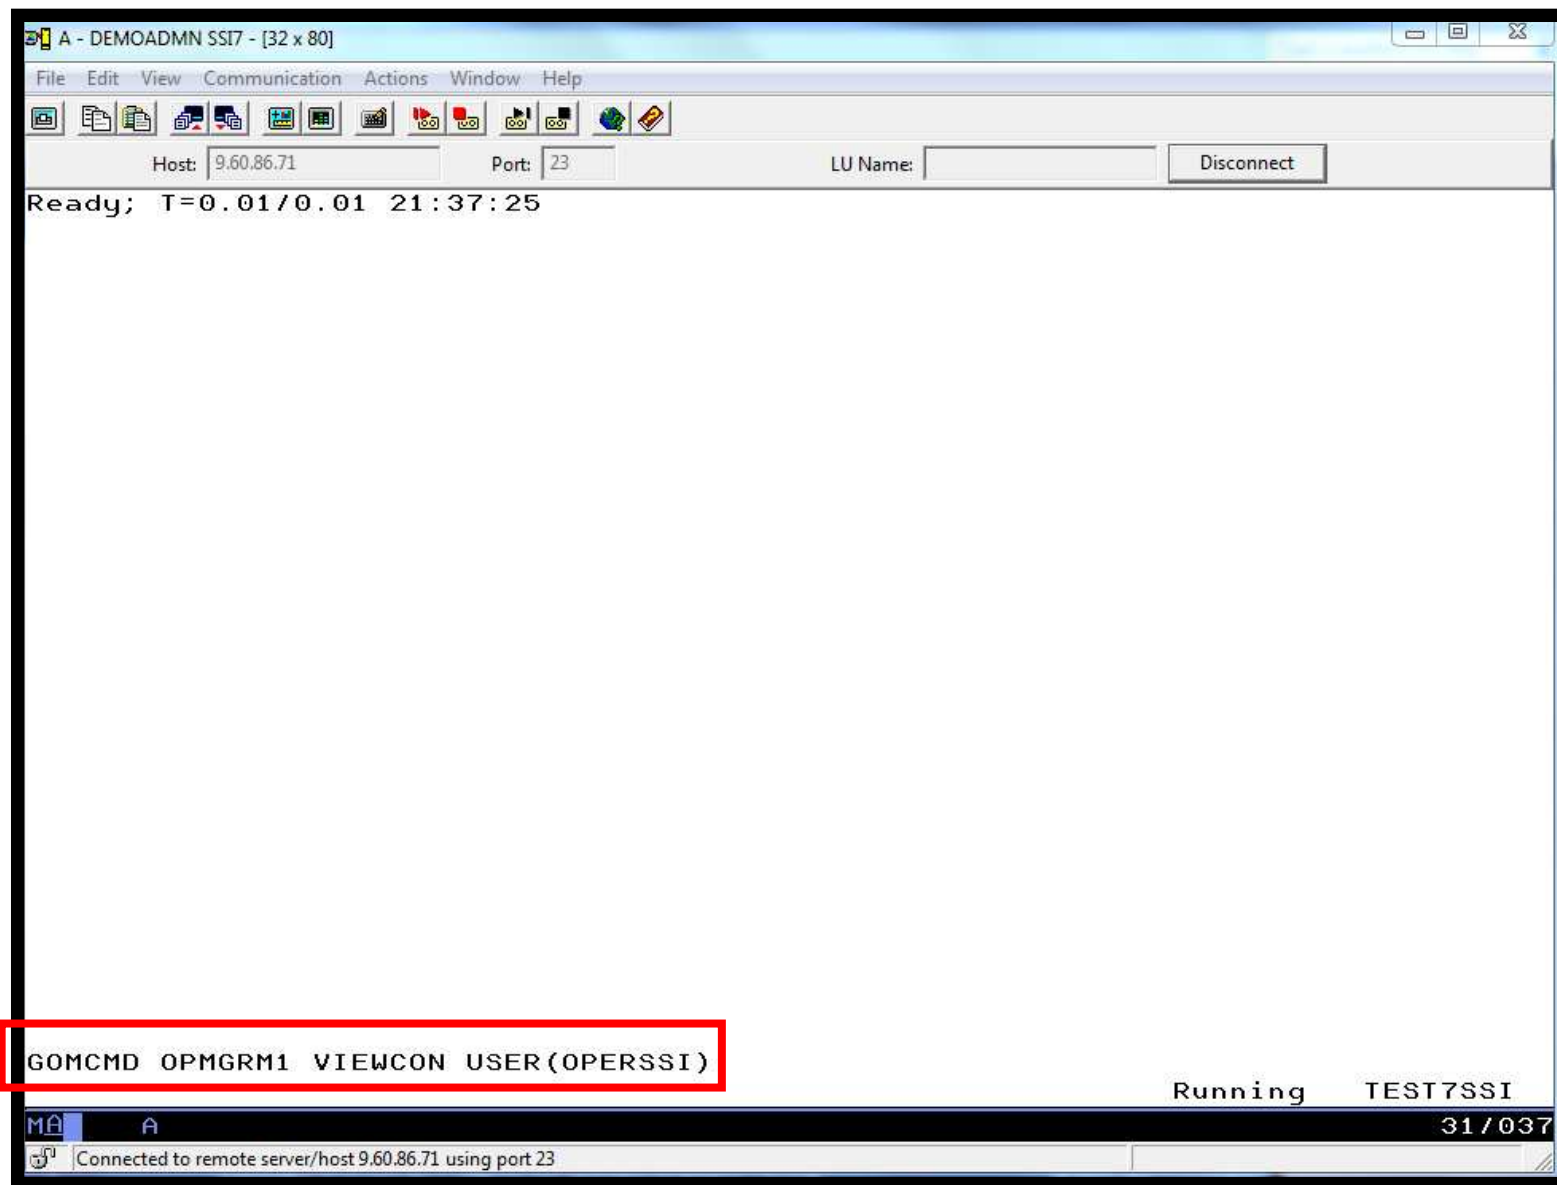 A - DEMOADMN SSI7 - [32 x 80]
File Edit View Communication Actions Window Help
Host: 9.60.86.71 Port: 23 LU Name: Disconnect
Ready; T=0.01/0.01 21:37:25
GOMCMD OPMGRM1 VIEWCON USER(OPERSSI)
Running TEST7SSI
MA A 31/037
Connected to remote server/host 9.60.86.71 using port 23